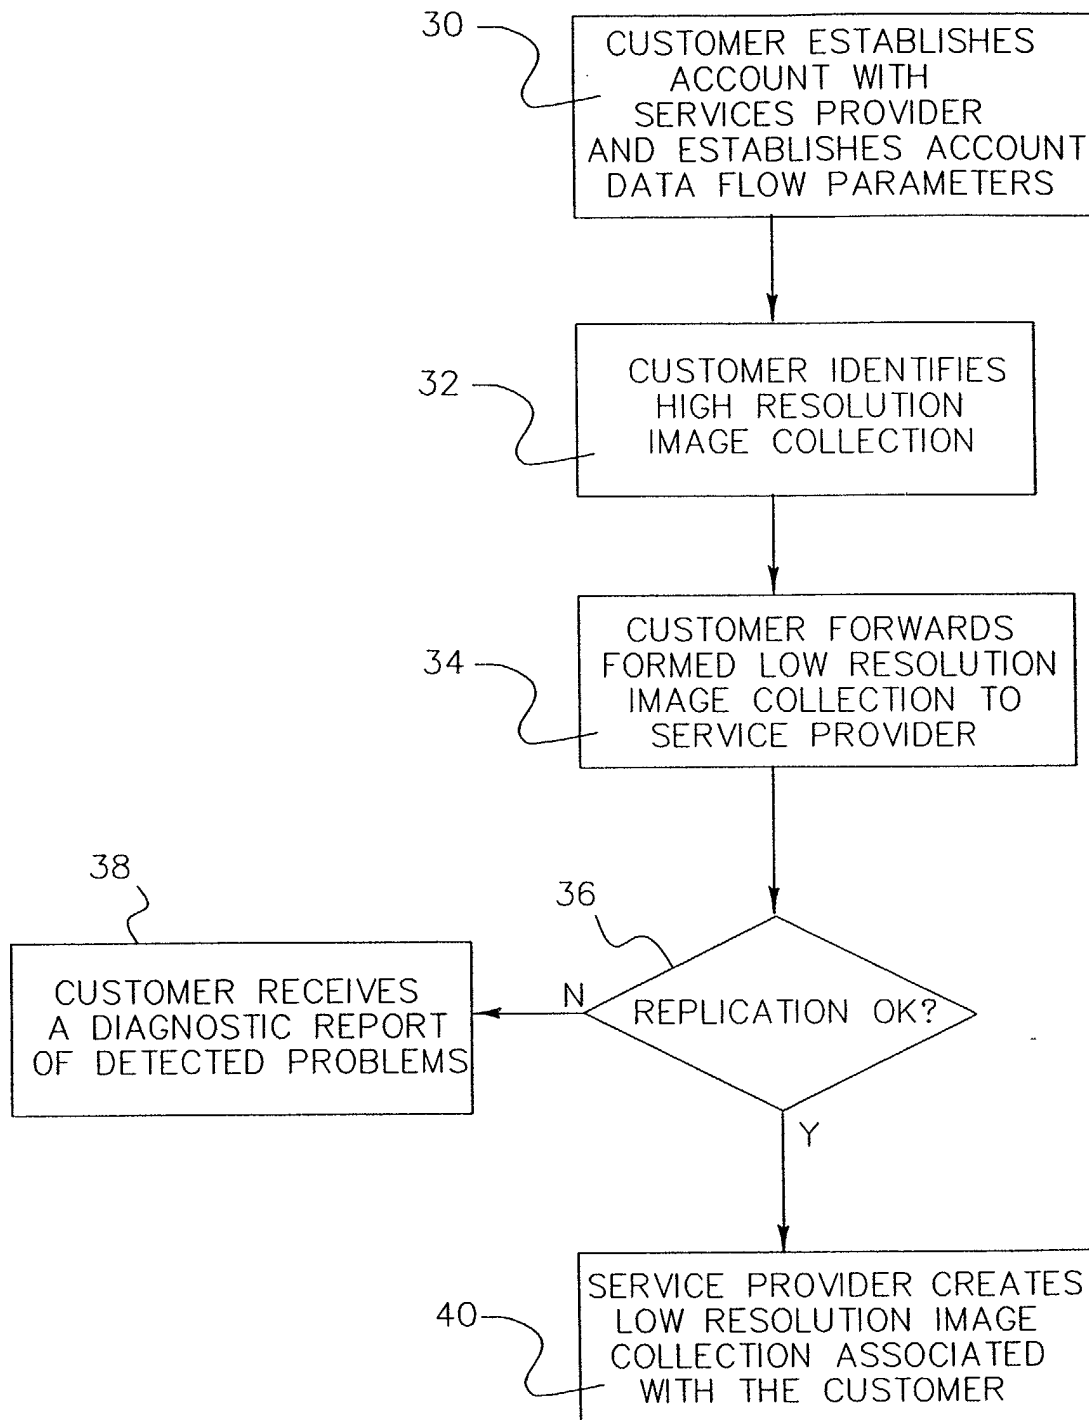 30
CUSTOMER ESTABLISHES
ACCOUNT WITH
SERVICES PROVIDER
AND ESTABLISHES ACCOUNT
DATA FLOW PARAMETERS
32
CUSTOMER IDENTIFIES
HIGH RESOLUTION
IMAGE COLLECTION
34
CUSTOMER FORWARDS
FORMED LOW RESOLUTION
IMAGE COLLECTION TO
SERVICE PROVIDER
36
REPLICATION OK?
N
38
CUSTOMER RECEIVES
A DIAGNOSTIC REPORT
OF DETECTED PROBLEMS
Y
40
SERVICE PROVIDER CREATES
LOW RESOLUTION IMAGE
COLLECTION ASSOCIATED
WITH THE CUSTOMER